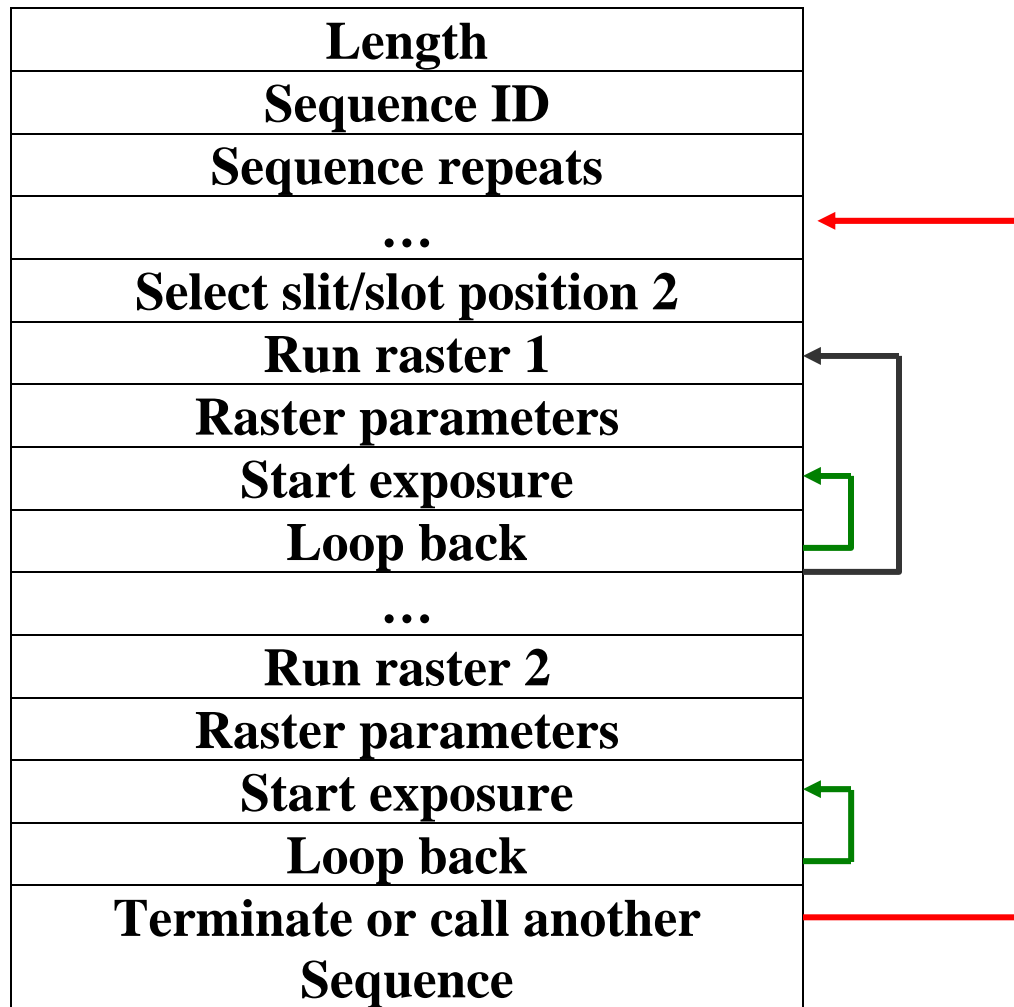 Length
Sequence ID
Sequence repeats
…
Select slit/slot position 2
Run raster 1
Raster parameters
Start exposure
Loop back
…
Run raster 2
Raster parameters
Start exposure
Loop back
Terminate or call another
Sequence